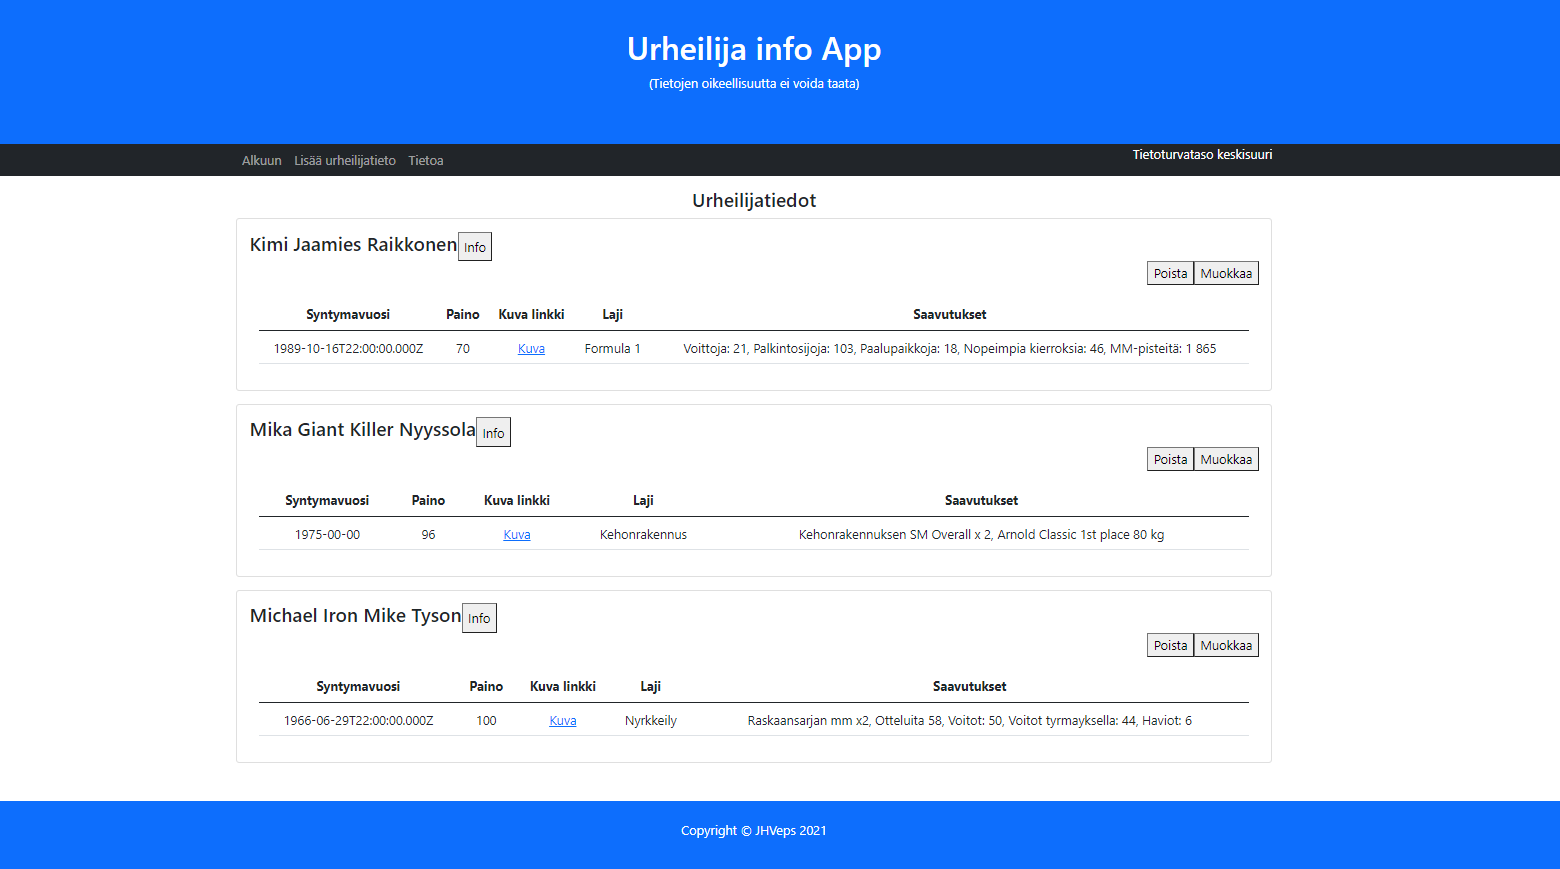 Urheilija info App
(Tietojen oikeellisuutta ei voida taata)
Alkuun Lisää urheilijatieto Tietoa Tietoturvataso keskisuuri
Urheilijatiedot
Kimi Jaamies Raikkonen Info
Poista Muokkaa
Syntymavuosi Paino Kuva linkki Laji Saavutukset
1989-10-16T22:00:00.000Z 70 Kuva Formula 1 Voittoja: 21, Palkintosijoja: 103, Paalupaikkoja: 18, Nopeimpia kierroksia: 46, MM-pisteitä: 1 865
Mika Giant Killer Nyyssola Info
Poista Muokkaa
Syntymavuosi Paino Kuva linkki Laji Saavutukset
1975-00-00 96 Kuva Kehonrakennus Kehonrakennuksen SM Overall x 2, Arnold Classic 1st place 80 kg
Michael Iron Mike Tyson Info
Poista Muokkaa
Syntymavuosi Paino Kuva linkki Laji Saavutukset
1966-06-29T22:00:00.000Z 100 Kuva Nyrkkeily Raskaansarjan mm x2, Otteluita 58, Voitot: 50, Voitot tyrmayksella: 44, Haviot: 6
Copyright © JHVeps 2021